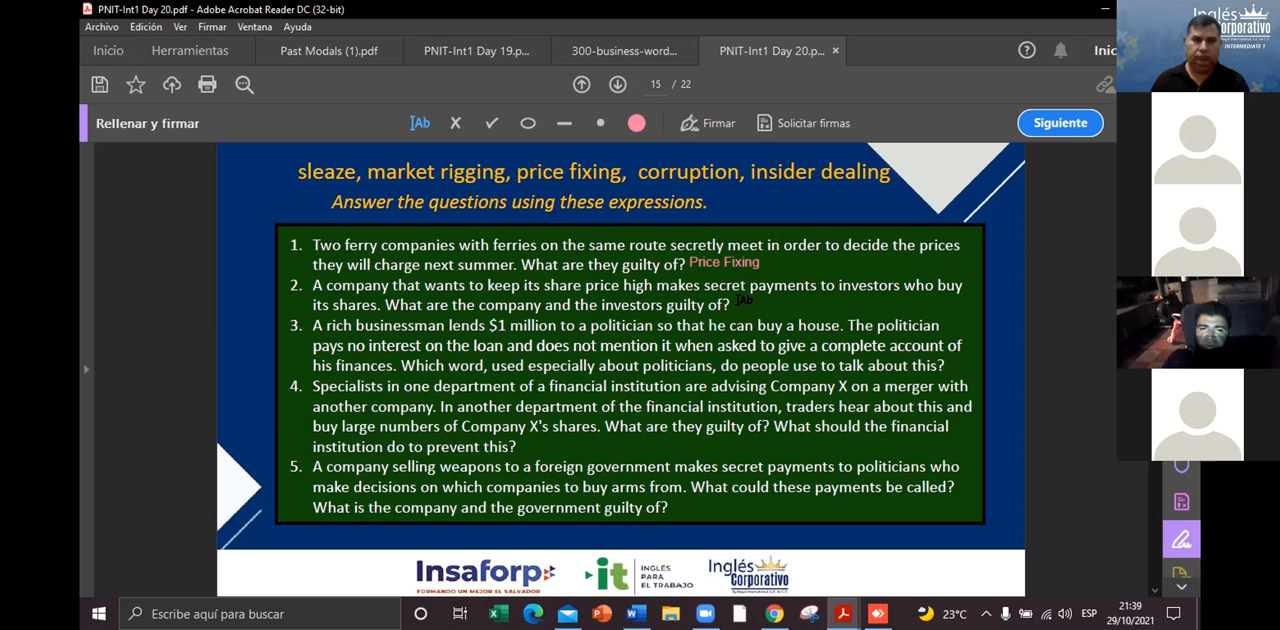 PNIT-Int1 Day 20.pdf - Adobe Acrobat Reader DC (32-bit)
Archivo Edición Ver Firmar Ventana Ayuda
Inicio Herramientas Past Modals (1).pdf PNIT-Int1 Day 19.p... 300-business-word... PNIT-Int1 Day 20.p... × Inic
15 / 22
Rellenar y firmar Ab Firmar Solicitar firmas Siguiente
Inglés
Corporativo
INTERMEDIATE 1
sleaze, market rigging, price fixing, corruption, insider dealing
Answer the questions using these expressions.
1. Two ferry companies with ferries on the same route secretly meet in order to decide the prices
they will charge next summer. What are they guilty of? Price Fixing
2. A company that wants to keep its share price high makes secret payments to investors who buy
its shares. What are the company and the investors guilty of? Ab
3. A rich businessman lends $1 million to a politician so that he can buy a house. The politician
pays no interest on the loan and does not mention it when asked to give a complete account of
his finances. Which word, used especially about politicians, do people use to talk about this?
4. Specialists in one department of a financial institution are advising Company X on a merger with
another company. In another department of the financial institution, traders hear about this and
buy large numbers of Company X's shares. What are they guilty of? What should the financial
institution do to prevent this?
5. A company selling weapons to a foreign government makes secret payments to politicians who
make decisions on which companies to buy arms from. What could these payments be called?
What is the company and the government guilty of?
Insaforp
FORMANDO UN MEJOR EL SALVADOR
it INGLÉS
PARA
EL TRABAJO
Inglés
Corporativo
Escribe aquí para buscar
23°C ESP 21:39
29/10/2021